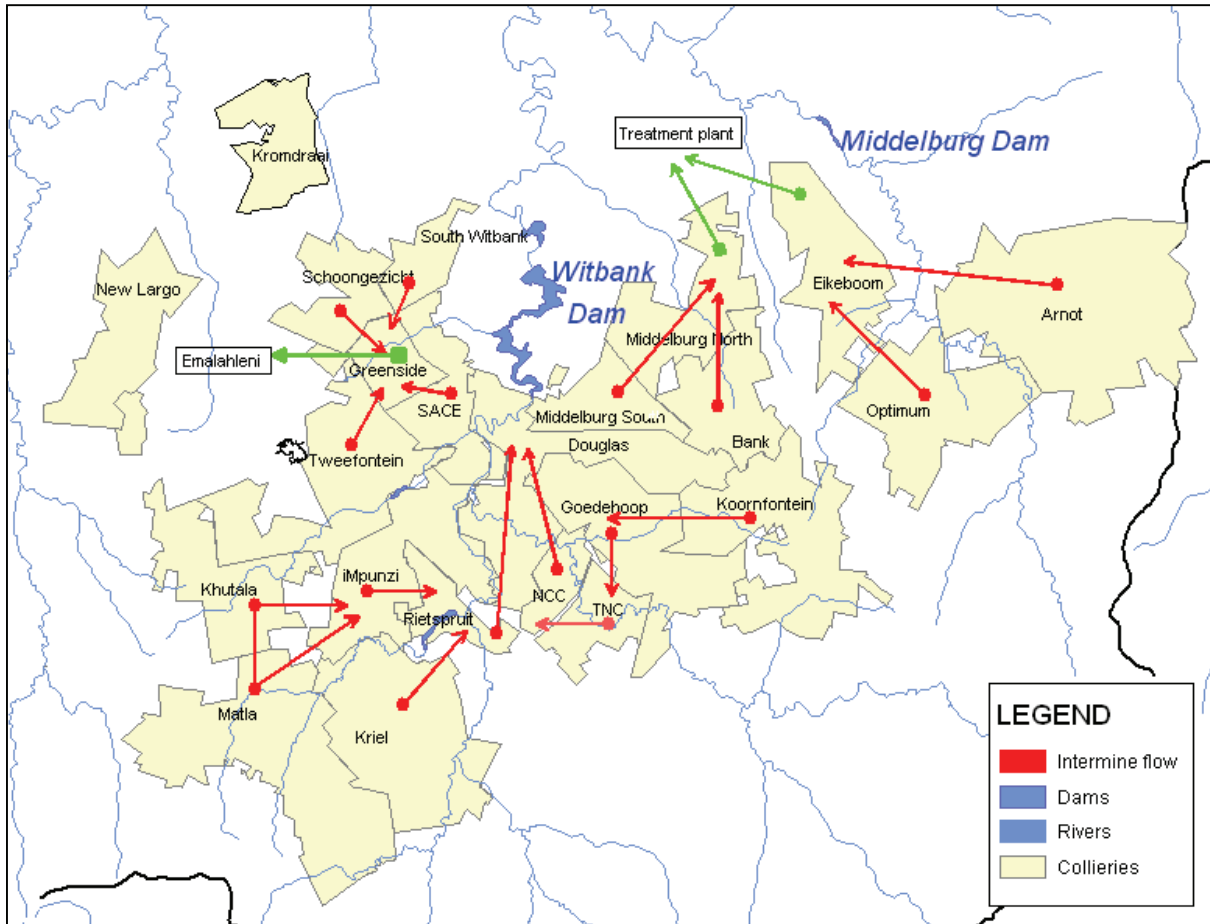 Treatment plant
Middelburg Dam
Kromdraai
South Witbank
Schoongezicht
Witbank
Dam
New Largo
Eikeboom
Arnot
Middelburg North
Emalahleni
Greenside
SACE
Middelburg South
Optimum
Tweefontein
Douglas
Bank
Goedehoop
Koornfontein
Khutala
iMpunzi
NCC
TNC
Rietspruit
Matla
Kriel
LEGEND
Intermine flow
Dams
Rivers
Collieries